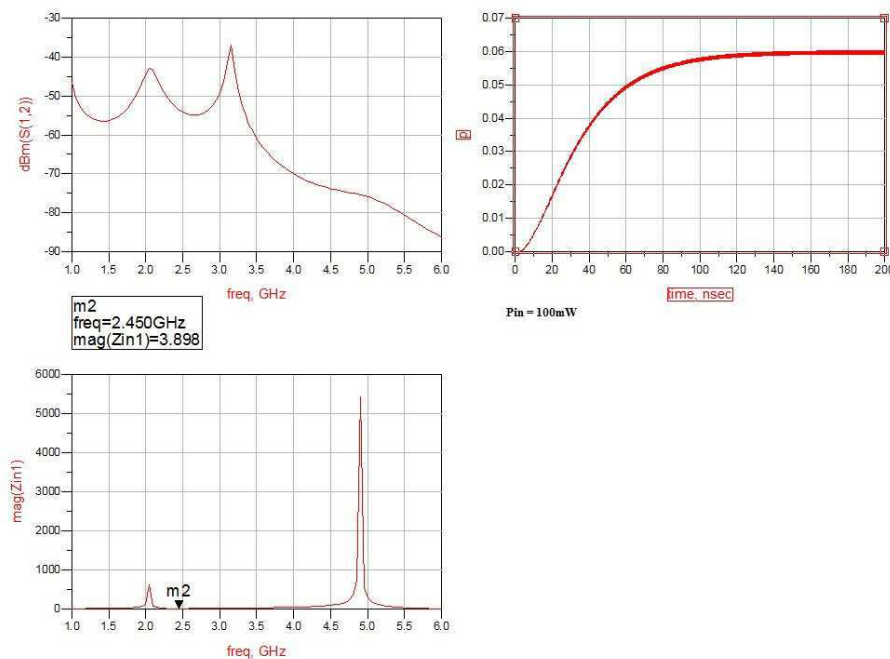 -30
-40
-50
-60
-70
-80
-90
dBm(S(1,2))
1.0 1.5 2.0 2.5 3.0 3.5 4.0 4.5 5.0 5.5 6.0
freq, GHz
0.07
0.06
0.05
0.04
0.03
0.02
0.01
0.00
p
0 20 40 60 80 100 120 140 160 180 200
time, nsec
Pin = 100mW
m2
freq=2.450GHz
mag(Zin1)=3.898
6000
5000
4000
3000
2000
1000
0
mag(Zin1)
m2
1.0 1.5 2.0 2.5 3.0 3.5 4.0 4.5 5.0 5.5 6.0
freq, GHz